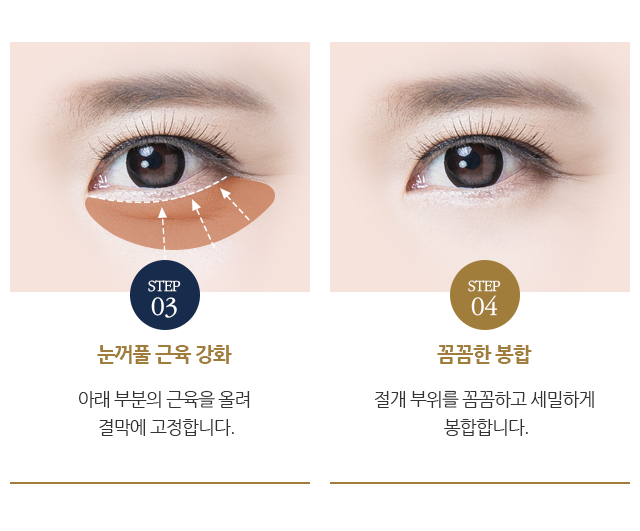 STEP
03
눈꺼풀 근육 강화
아래 부분의 근육을 올려
결막에 고정합니다.
STEP
04
꼼꼼한 봉합
절개 부위를 꼼꼼하고 세밀하게
봉합합니다.